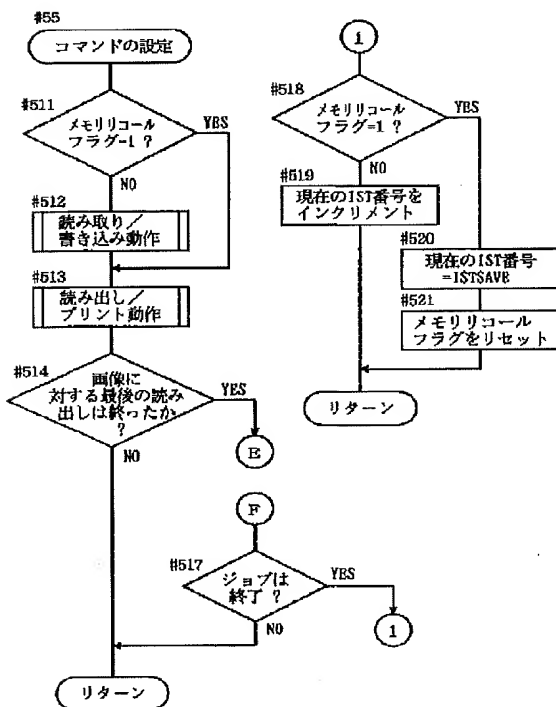 #55
コマンドの設定
#511
メモリリコール
フラグ=1 ?
YES
NO
#512
読み取り/
書き込み動作
#513
読み出し/
プリント動作
#514
画像に
対する最後の読み
出しは終ったか
?
YES
E
NO
F
#517
ジョブは
終了 ?
YES
1
NO
リターン
1
#518
メモリリコール
フラグ=1 ?
YES
NO
#519
現在のIST番号を
インクリメント
#520
現在のIST番号
=ISTSAVE
#521
メモリリコール
フラグをリセット
リターン